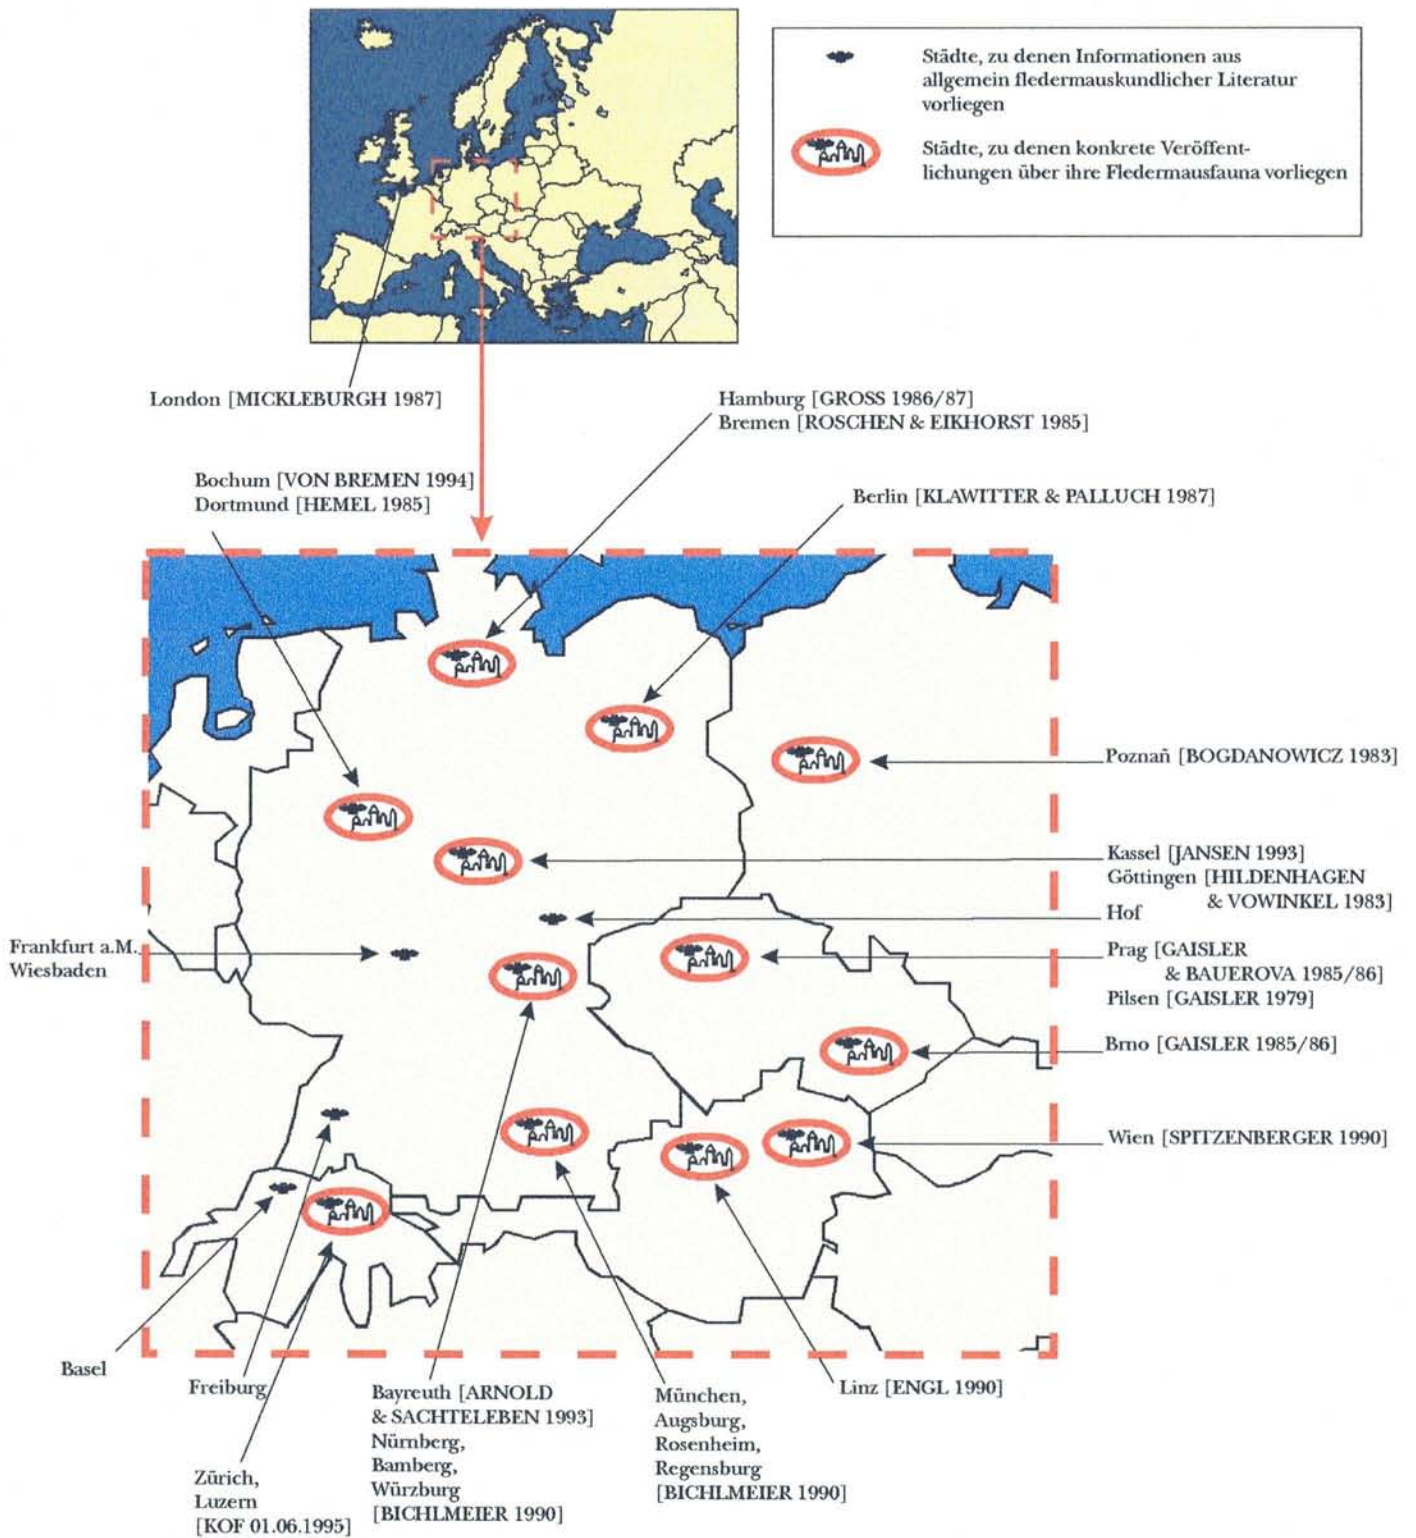 Städte, zu denen Informationen aus
allgemein fledermauskundlicher Literatur
vorliegen
Städte, zu denen konkrete Veröffent-
lichungen über ihre Fledermausfauna vorliegen
London [MICKLEBURGH 1987]
Hamburg [GROSS 1986/87]
Bremen [ROSCHEN & EIKHORST 1985]
Bochum [VON BREMEN 1994]
Dortmund [HEMEL 1985]
Berlin [KLAWITTER & PALLUCH 1987]
Poznañ [BOGDANOWICZ 1983]
Kassel [JANSEN 1993]
Göttingen [HILDENHAGEN
& VOWINKEL 1983]
Hof
Frankfurt a.M.
Wiesbaden
Prag [GAISLER
& BAUEROVA 1985/86]
Pilsen [GAISLER 1979]
Brno [GAISLER 1985/86]
Wien [SPITZENBERGER 1990]
Basel
Freiburg
Zürich,
Luzern
[KOF 01.06.1995]
Bayreuth [ARNOLD
& SACHTELEBEN 1993]
Nürnberg,
Bamberg,
Würzburg
[BICHLMEIER 1990]
München,
Augsburg,
Rosenheim,
Regensburg
[BICHLMEIER 1990]
Linz [ENGL 1990]